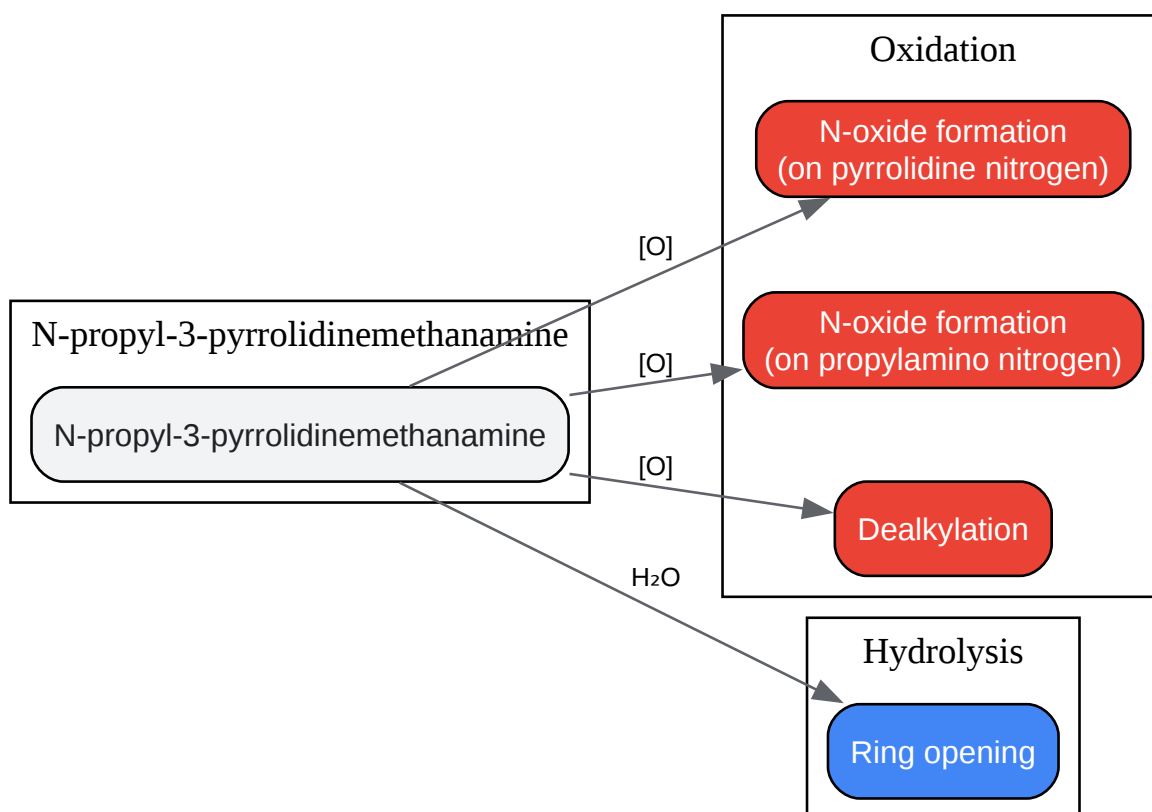 Oxidation
N-oxide formation
(on pyrrolidine nitrogen)
[O]
N-oxide formation
(on propylamino nitrogen)
N-propyl-3-pyrrolidinemethanamine
[O]
N-propyl-3-pyrrolidinemethanamine
[O]
Dealkylation
H₂O
Hydrolysis
Ring opening